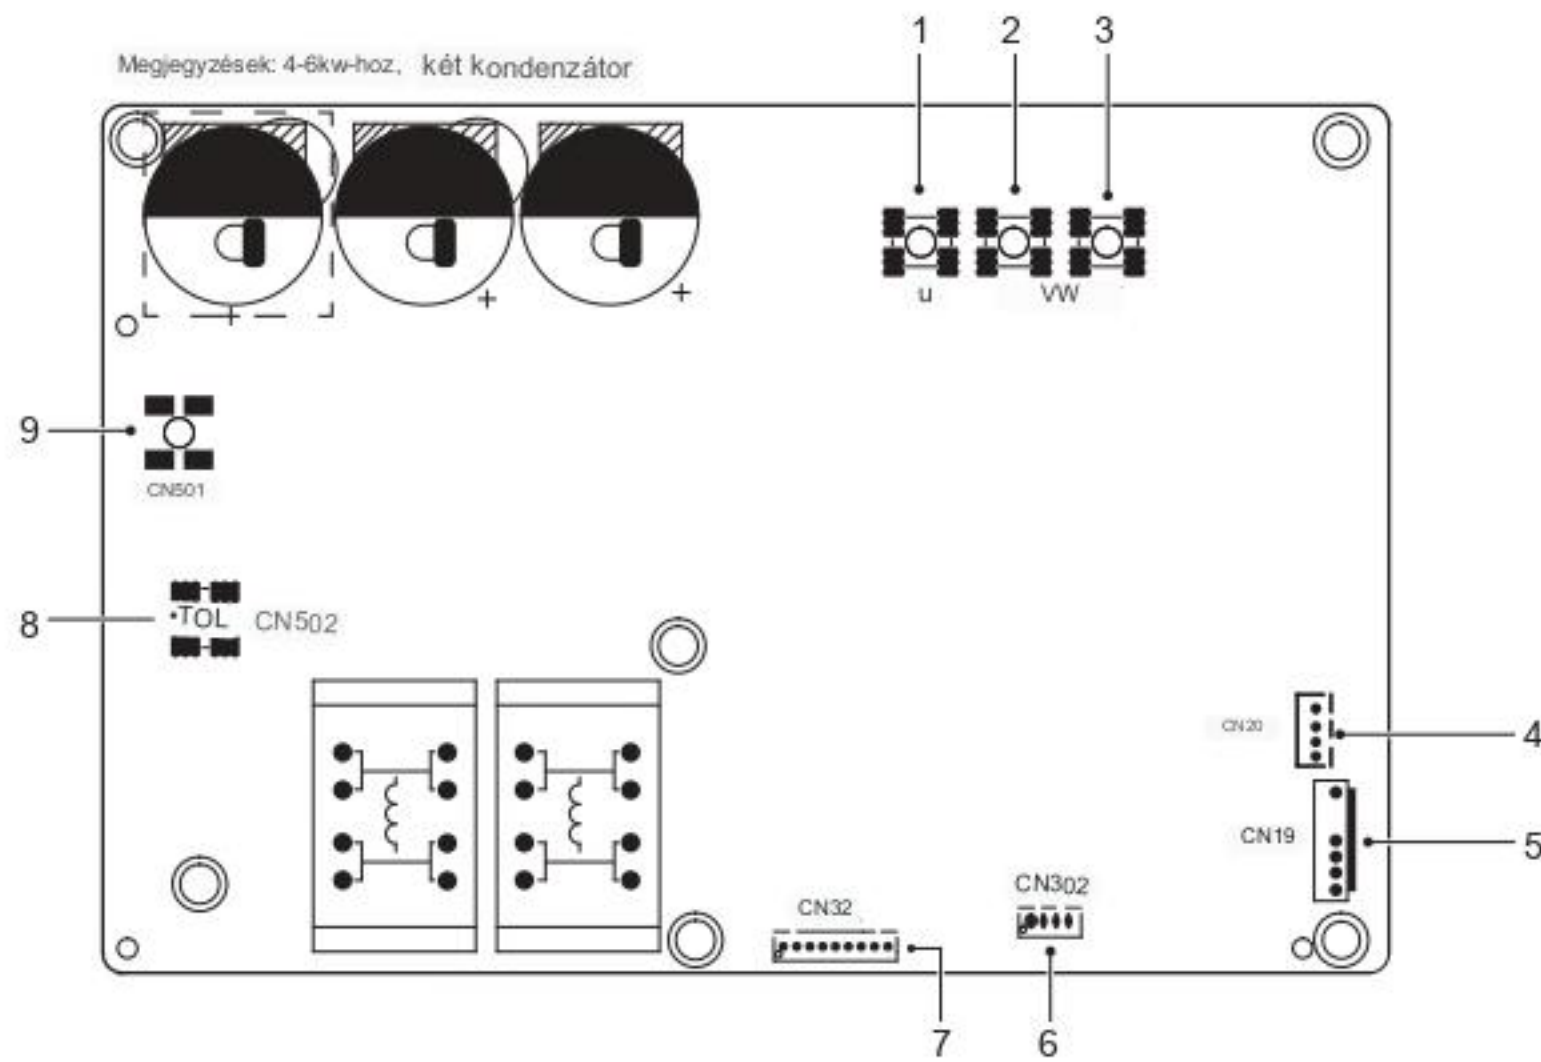 1 2 3
Megjegyzések: 4-6kw-hoz, két kondenzátor
+ + +
u VW
9
CN501
8 •TOL CN502
CN20 4
CN19 5
CN302
CN32
7 6